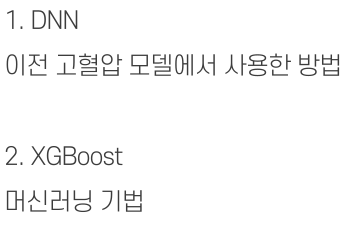 1. DNN
이전 고혈압 모델에서 사용한 방법
2. XGBoost
머신러닝 기법